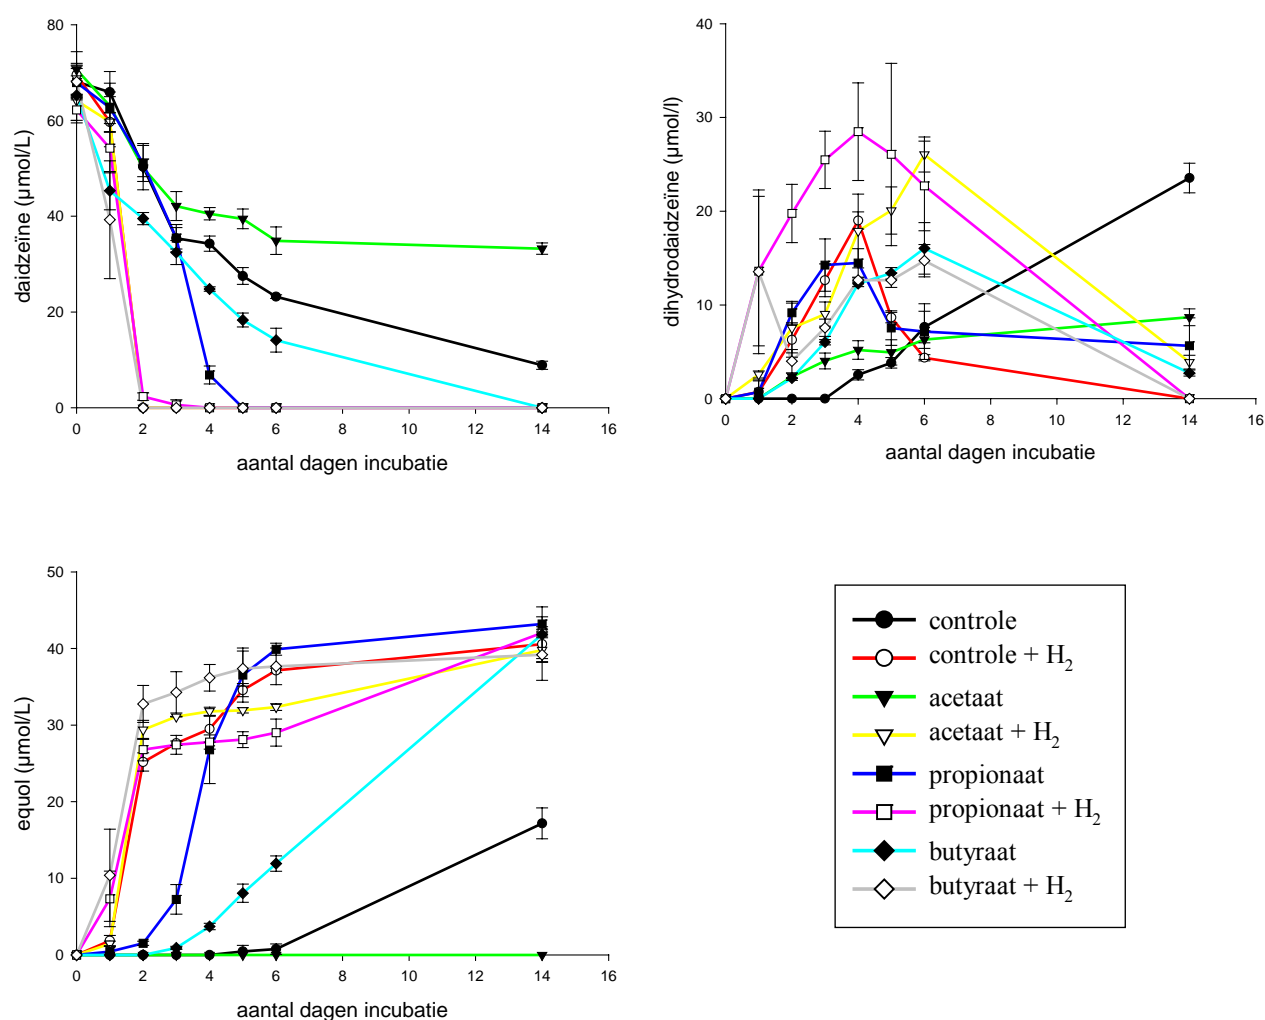 daidzeïne (µmol/L)
80
60
40
20
0
0 2 4 6 8 10 12 14 16
aantal dagen incubatie
dihydrodaidzeïne (µmol/l)
40
30
20
10
0
0 2 4 6 8 10 12 14 16
aantal dagen incubatie
equol (µmol/L)
50
40
30
20
10
0
0 2 4 6 8 10 12 14 16
aantal dagen incubatie
controle
controle + H₂
acetaat
acetaat + H₂
propionaat
propionaat + H₂
butyraat
butyraat + H₂